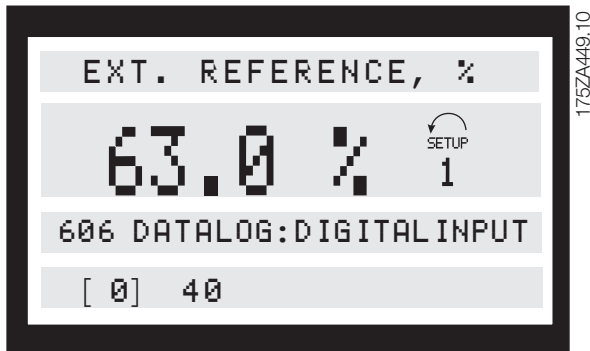 EXT. REFERENCE, %
63.0 %
SETUP
1
606 DATALOG:DIGITALINPUT
[ 0] 40
175ZA449.10